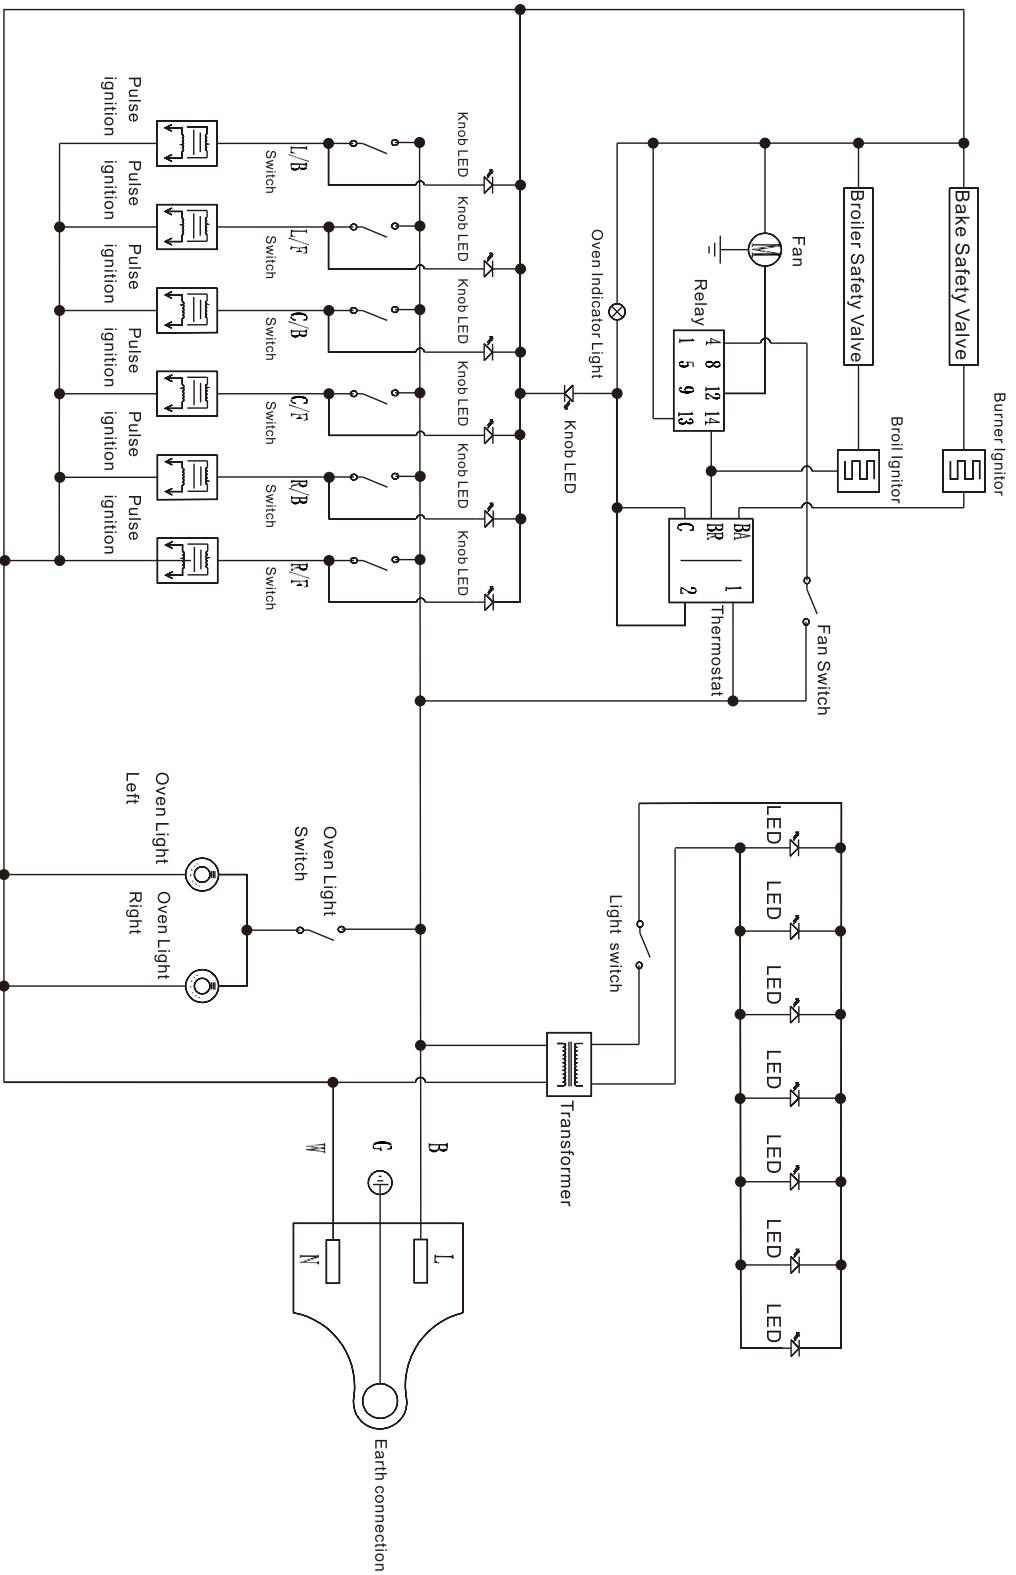 Burner Ignitor
Bake Safety Valve
Broil Ignitor
Broiler Safety Valve
Fan Switch
Fan
M
LED
LED
LED
LED
LED
LED
LED
Relay
4 8 12 14
1 5 9 13
Thermostat
BA 1
BR
C 2
Light switch
Oven Indicator Light
Knob LED
Transformer
Knob LED
Knob LED
Knob LED
Knob LED
Knob LED
Knob LED
B
L
G
Earth connection
W
N
L/B
Switch
L/F
Switch
C/B
Switch
C/F
Switch
R/B
Switch
R/F
Switch
Oven Light
Switch
Pulse
ignition
Pulse
ignition
Pulse
ignition
Pulse
ignition
Pulse
ignition
Pulse
ignition
Oven Light
Left
Oven Light
Right